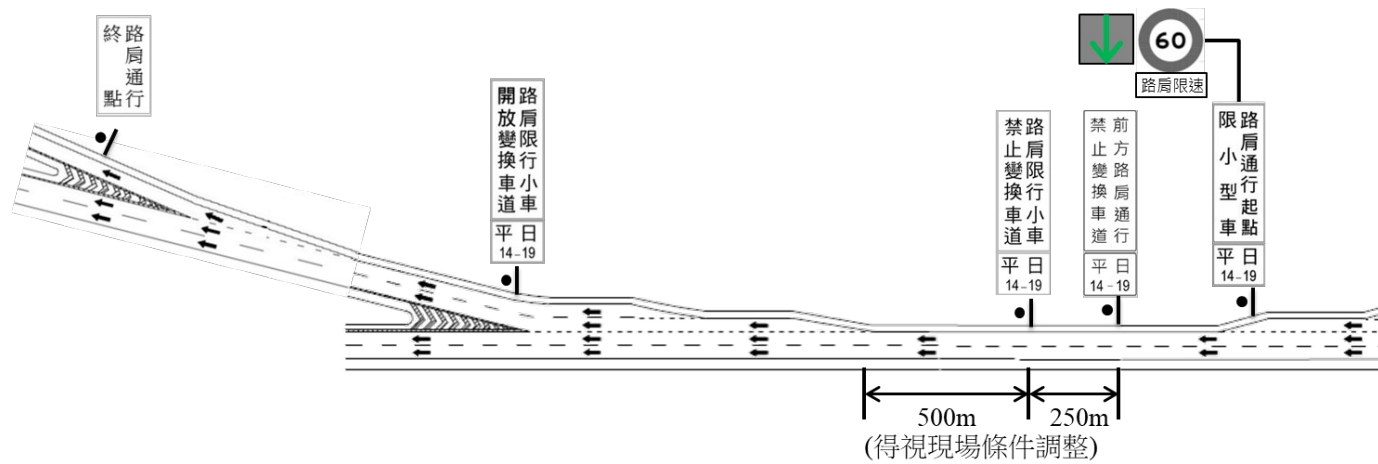 路肩通行
終點
路肩限行小車
開放變換車道
平日
14-19
路肩限行小車
禁止變換車道
平日
14-19
前方路肩通行
禁止變換車道
平日
14-19
60
路肩限速
路肩通行起點
限小型車
平日
14-19
500m
250m
(得視現場條件調整)